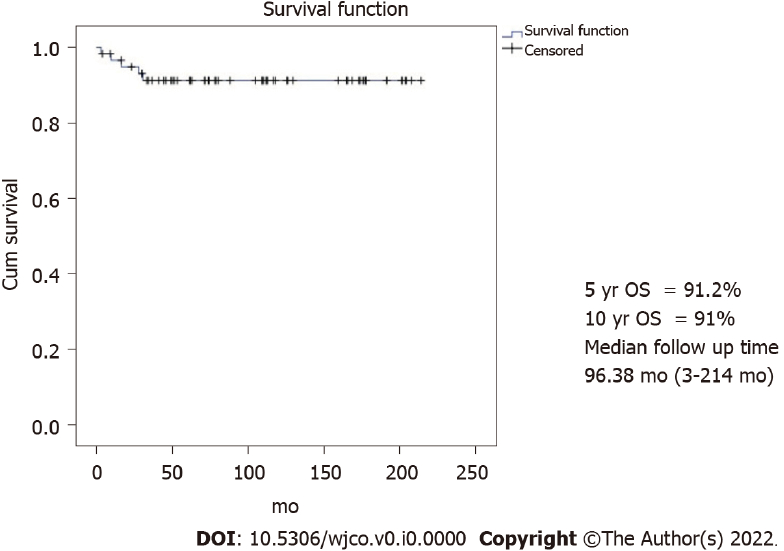 Survival function
Survival function
Censored
1.0
0.8
0.6
0.4
0.2
0.0
Cum survival
0 50 100 150 200 250
mo
5 yr OS = 91.2%
10 yr OS = 91%
Median follow up time
96.38 mo (3-214 mo)
DOI: 10.5306/wjco.v0.i0.0000 Copyright ©The Author(s) 2022.